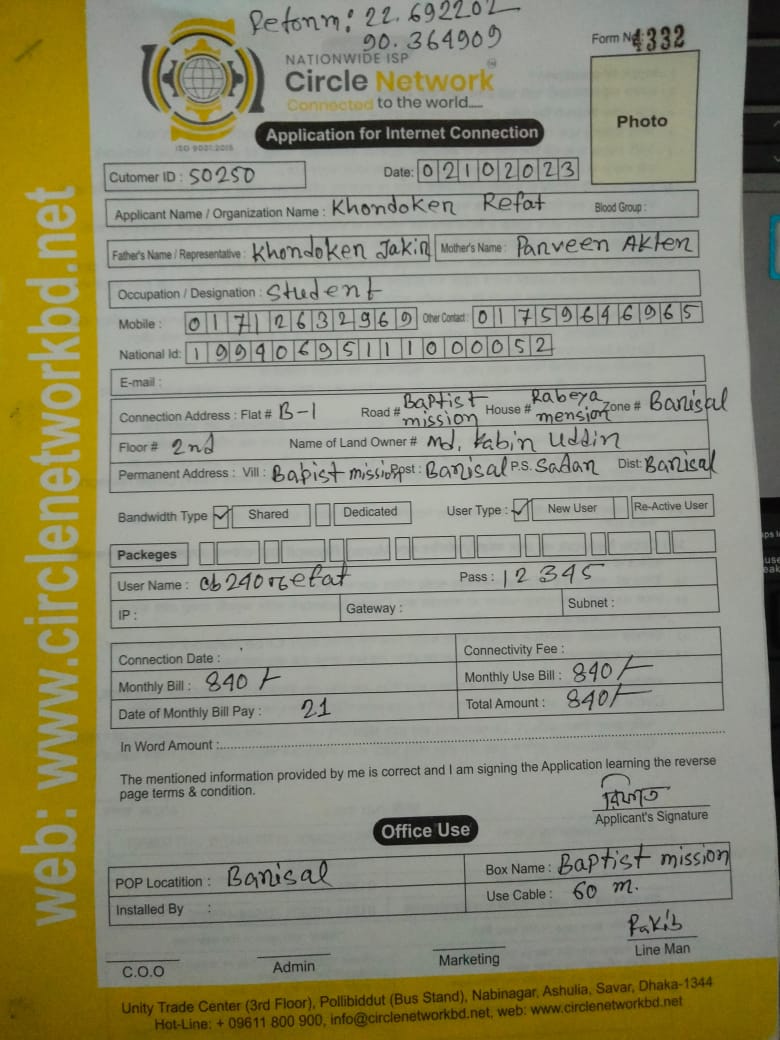 Refonm: 22.692202
90.364909
NATIONWIDE ISP
Form No 4332
Circle Network
Connected to the world.....
ISO 9001:2015
Application for Internet Connection
Photo
Cutomer ID : 50250
Date: 02102023
Applicant Name / Organization Name : Khondoken Refat Blood Group :
Father's Name / Representative : Khondoken Jakin Mother's Name : Panveen Akten
Occupation / Designation : Student
Mobile : 01712632969 Other Contact : 01759646965
National Id: 19940695111000052
E-mail :
Connection Address : Flat # B-1 Road # Baptist mission House # Rabeya mension Zone # Banisal
Floor # 2nd Name of Land Owner # Md. Kabin Uddin
Permanent Address : Vill : Bapist mission Post : Banisal P.S. Sadan Dist: Banisal
Bandwidth Type ✓ Shared Dedicated User Type : ✓ New User Re-Active User
Packeges
User Name : cb240refat Pass : 12345
IP : Gateway : Subnet :
Connection Date : Connectivity Fee :
Monthly Bill : 840/- Monthly Use Bill : 840/-
Date of Monthly Bill Pay : 21 Total Amount : 840/-
In Word Amount :
The mentioned information provided by me is correct and I am signing the Application learning the reverse
page terms & condition.
রিফাত
Applicant's Signature
Office Use
POP Locatition : Banisal Box Name : Baptist mission
Installed By : Use Cable : 60 m.
Rakib
C.O.O Admin Marketing Line Man
Unity Trade Center (3rd Floor), Pollibiddut (Bus Stand), Nabinagar, Ashulia, Savar, Dhaka-1344
Hot-Line: + 09611 800 900, info@circlenetworkbd.net, web: www.circlenetworkbd.net
web: www.circlenetworkbd.net